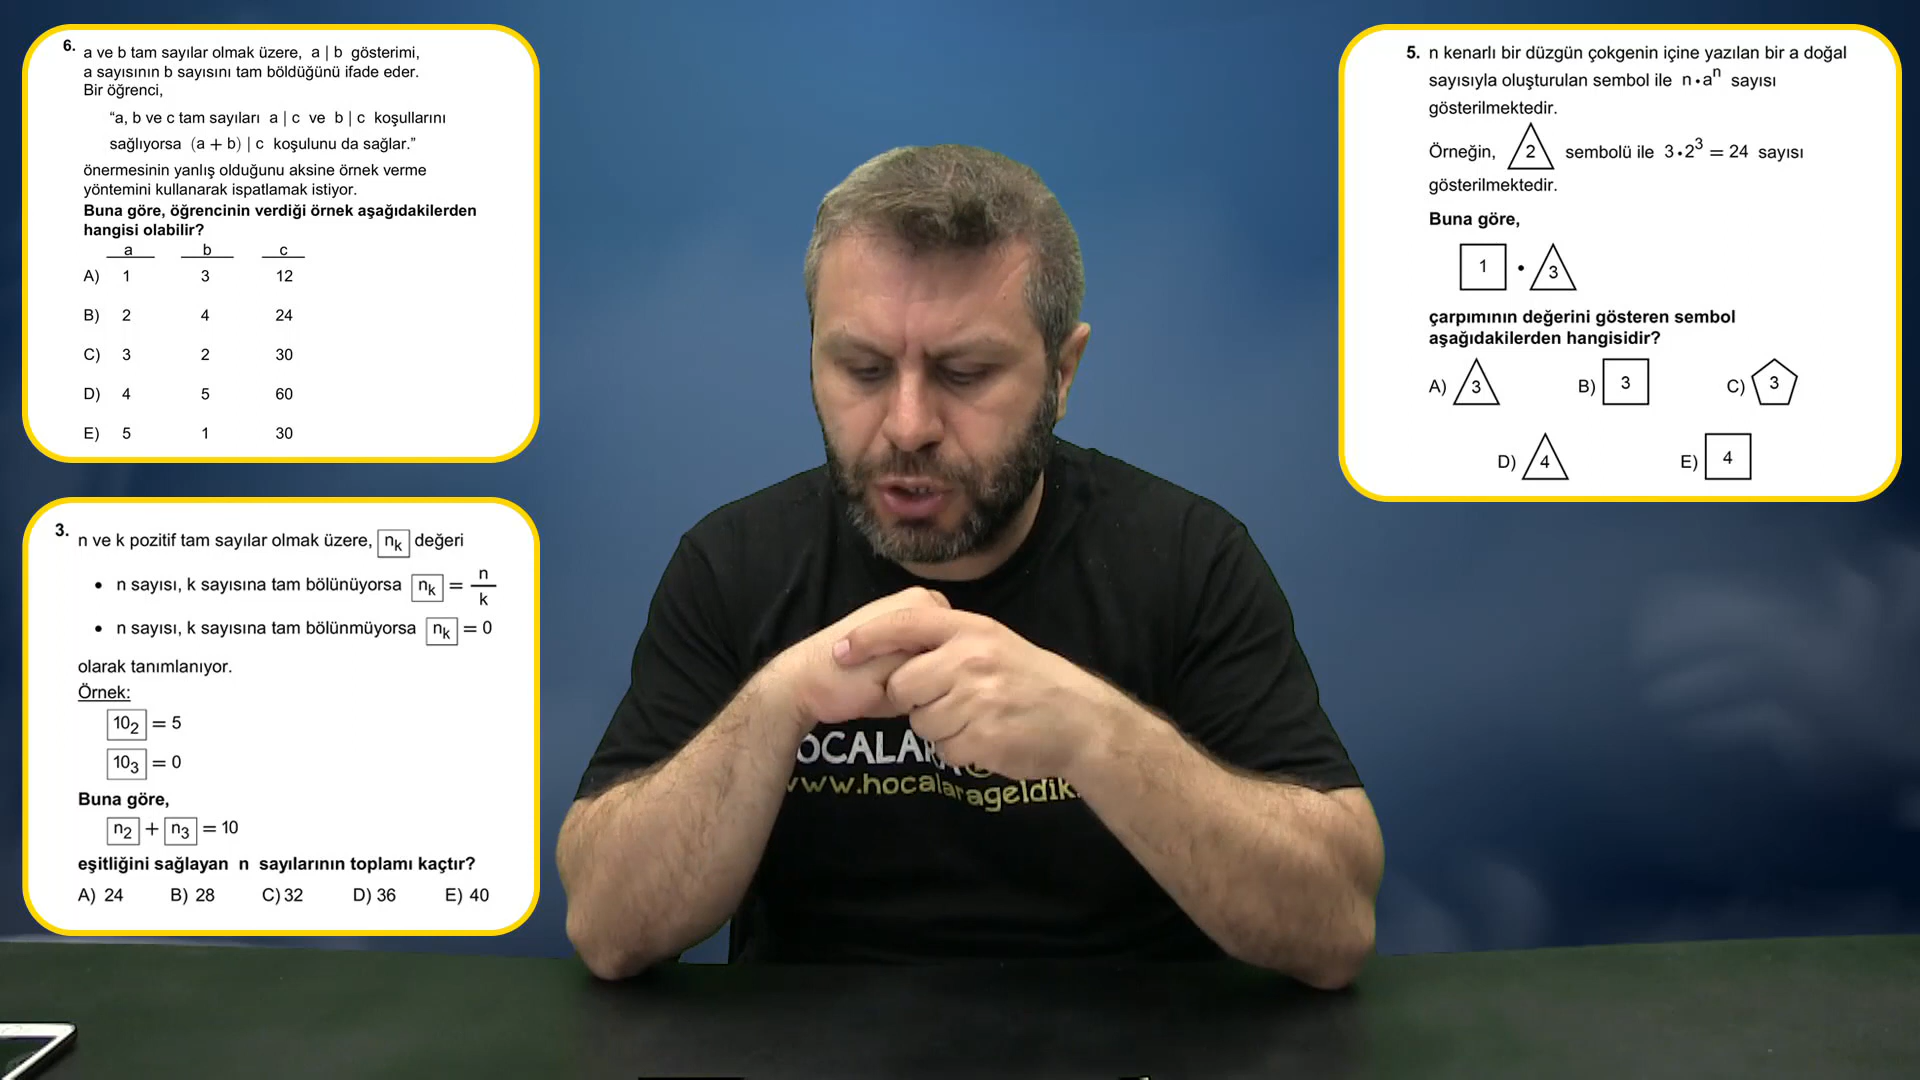 6. a ve b tam sayılar olmak üzere, a | b gösterimi,
a sayısının b sayısını tam böldüğünü ifade eder.
Bir öğrenci,
“a, b ve c tam sayıları a | c ve b | c koşullarını
sağlıyorsa (a + b) | c koşulunu da sağlar.”
önermesinin yanlış olduğunu aksine örnek verme
yöntemini kullanarak ispatlamak istiyor.
Buna göre, öğrencinin verdiği örnek aşağıdakilerden
hangisi olabilir?
a b c
A) 1 3 12
B) 2 4 24
C) 3 2 30
D) 4 5 60
E) 5 1 30
3. n ve k pozitif tam sayılar olmak üzere, nₖ değeri
• n sayısı, k sayısına tam bölünüyorsa nₖ = n/k
• n sayısı, k sayısına tam bölünmüyorsa nₖ = 0
olarak tanımlanıyor.
Örnek:
10₂ = 5
10₃ = 0
Buna göre,
n₂ + n₃ = 10
eşitliğini sağlayan n sayılarının toplamı kaçtır?
A) 24 B) 28 C) 32 D) 36 E) 40
5. n kenarlı bir düzgün çokgenin içine yazılan bir a doğal
sayısıyla oluşturulan sembol ile n•aⁿ sayısı
gösterilmektedir.
Örneğin, 2 sembolü ile 3•2³ = 24 sayısı
gösterilmektedir.
Buna göre,
1 • 3
çarpımının değerini gösteren sembol
aşağıdakilerden hangisidir?
A) 3 B) 3 C) 3
D) 4 E) 4
www.hocalarageldik.